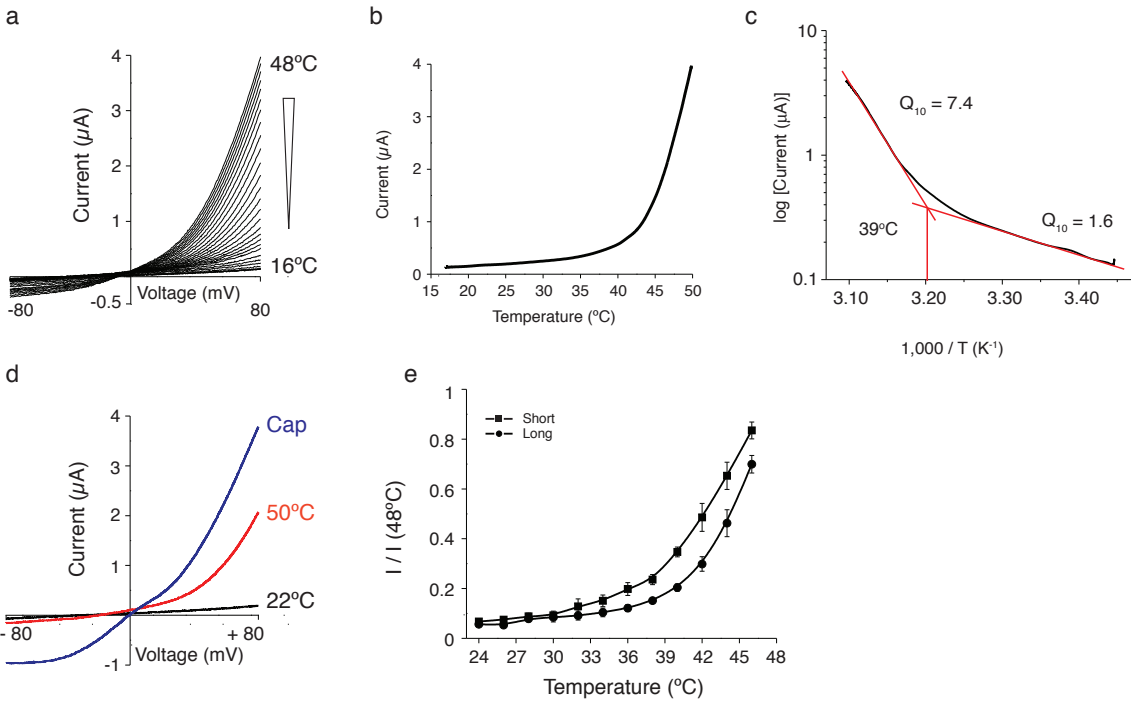 a
4
3
2
1
-0.5
Current (µA)
48ºC
16ºC
-80
Voltage (mV)
80
b
4
3
2
1
0
Current (µA)
15
20
25
30
35
40
45
50
Temperature (ºC)
c
10
1
0.1
log [Current (µA)]
Q10 = 7.4
Q10 = 1.6
39ºC
3.10
3.20
3.30
3.40
1,000 / T (K-1)
d
4
3
2
1
-1
Current (µA)
Cap
50ºC
22ºC
- 80
Voltage (mV)
+ 80
e
1
0.8
0.6
0.4
0.2
0
I / I (48ºC)
Short
Long
24
27
30
33
36
39
42
45
48
Temperature (ºC)